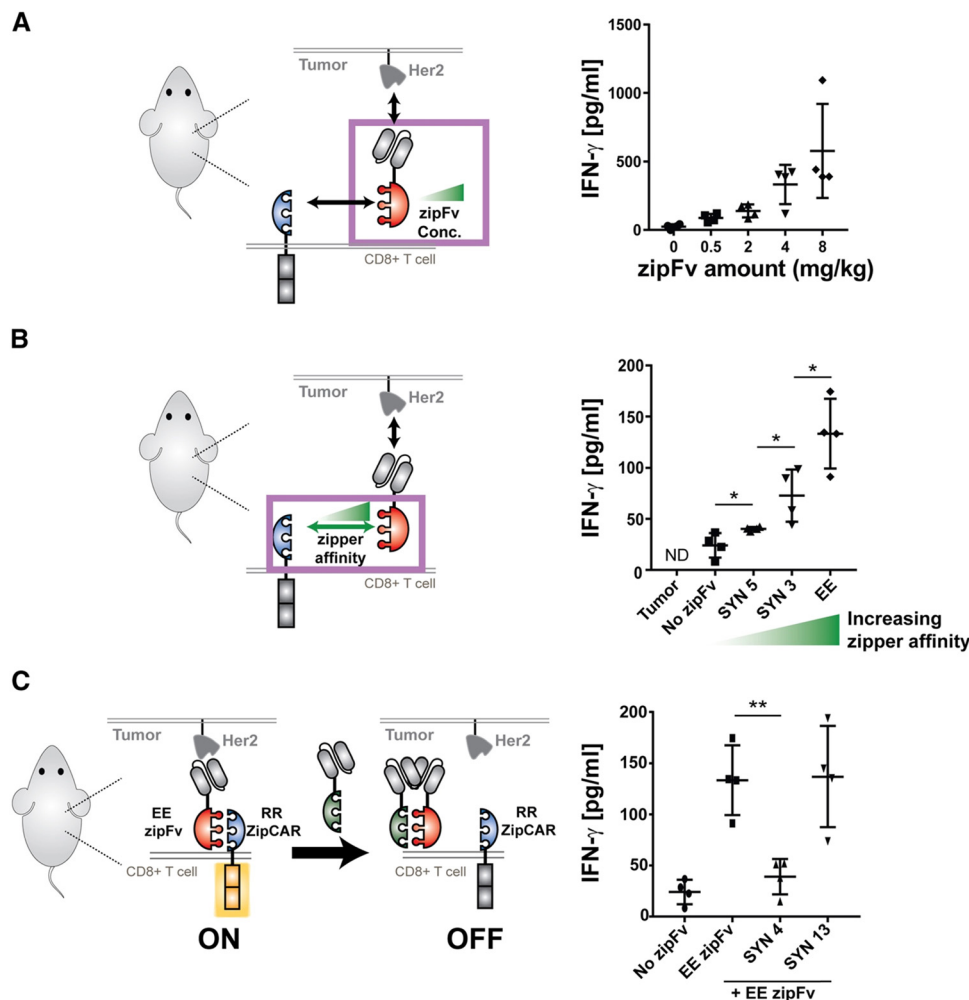 A
Tumor
Her2
zipFv
Conc.
CD8+ T cell
IFN-γ [pg/ml]
1500
1000
500
0
0 0.5 2 4 8
zipFv amount (mg/kg)
B
Tumor
Her2
zipper
affinity
CD8+ T cell
IFN-γ [pg/ml]
200
150
100
50
0
ND
*
*
*
Tumor
No zipFv
SYN 5
SYN 3
EE
Increasing
zipper affinity
C
Tumor
Her2
EE
zipFv
RR
ZipCAR
CD8+ T cell
ON
Tumor
Her2
RR
ZipCAR
CD8+ T cell
OFF
IFN-γ [pg/ml]
200
150
100
50
0
**
No zipFv
EE zipFv
SYN 4
SYN 13
+ EE zipFv